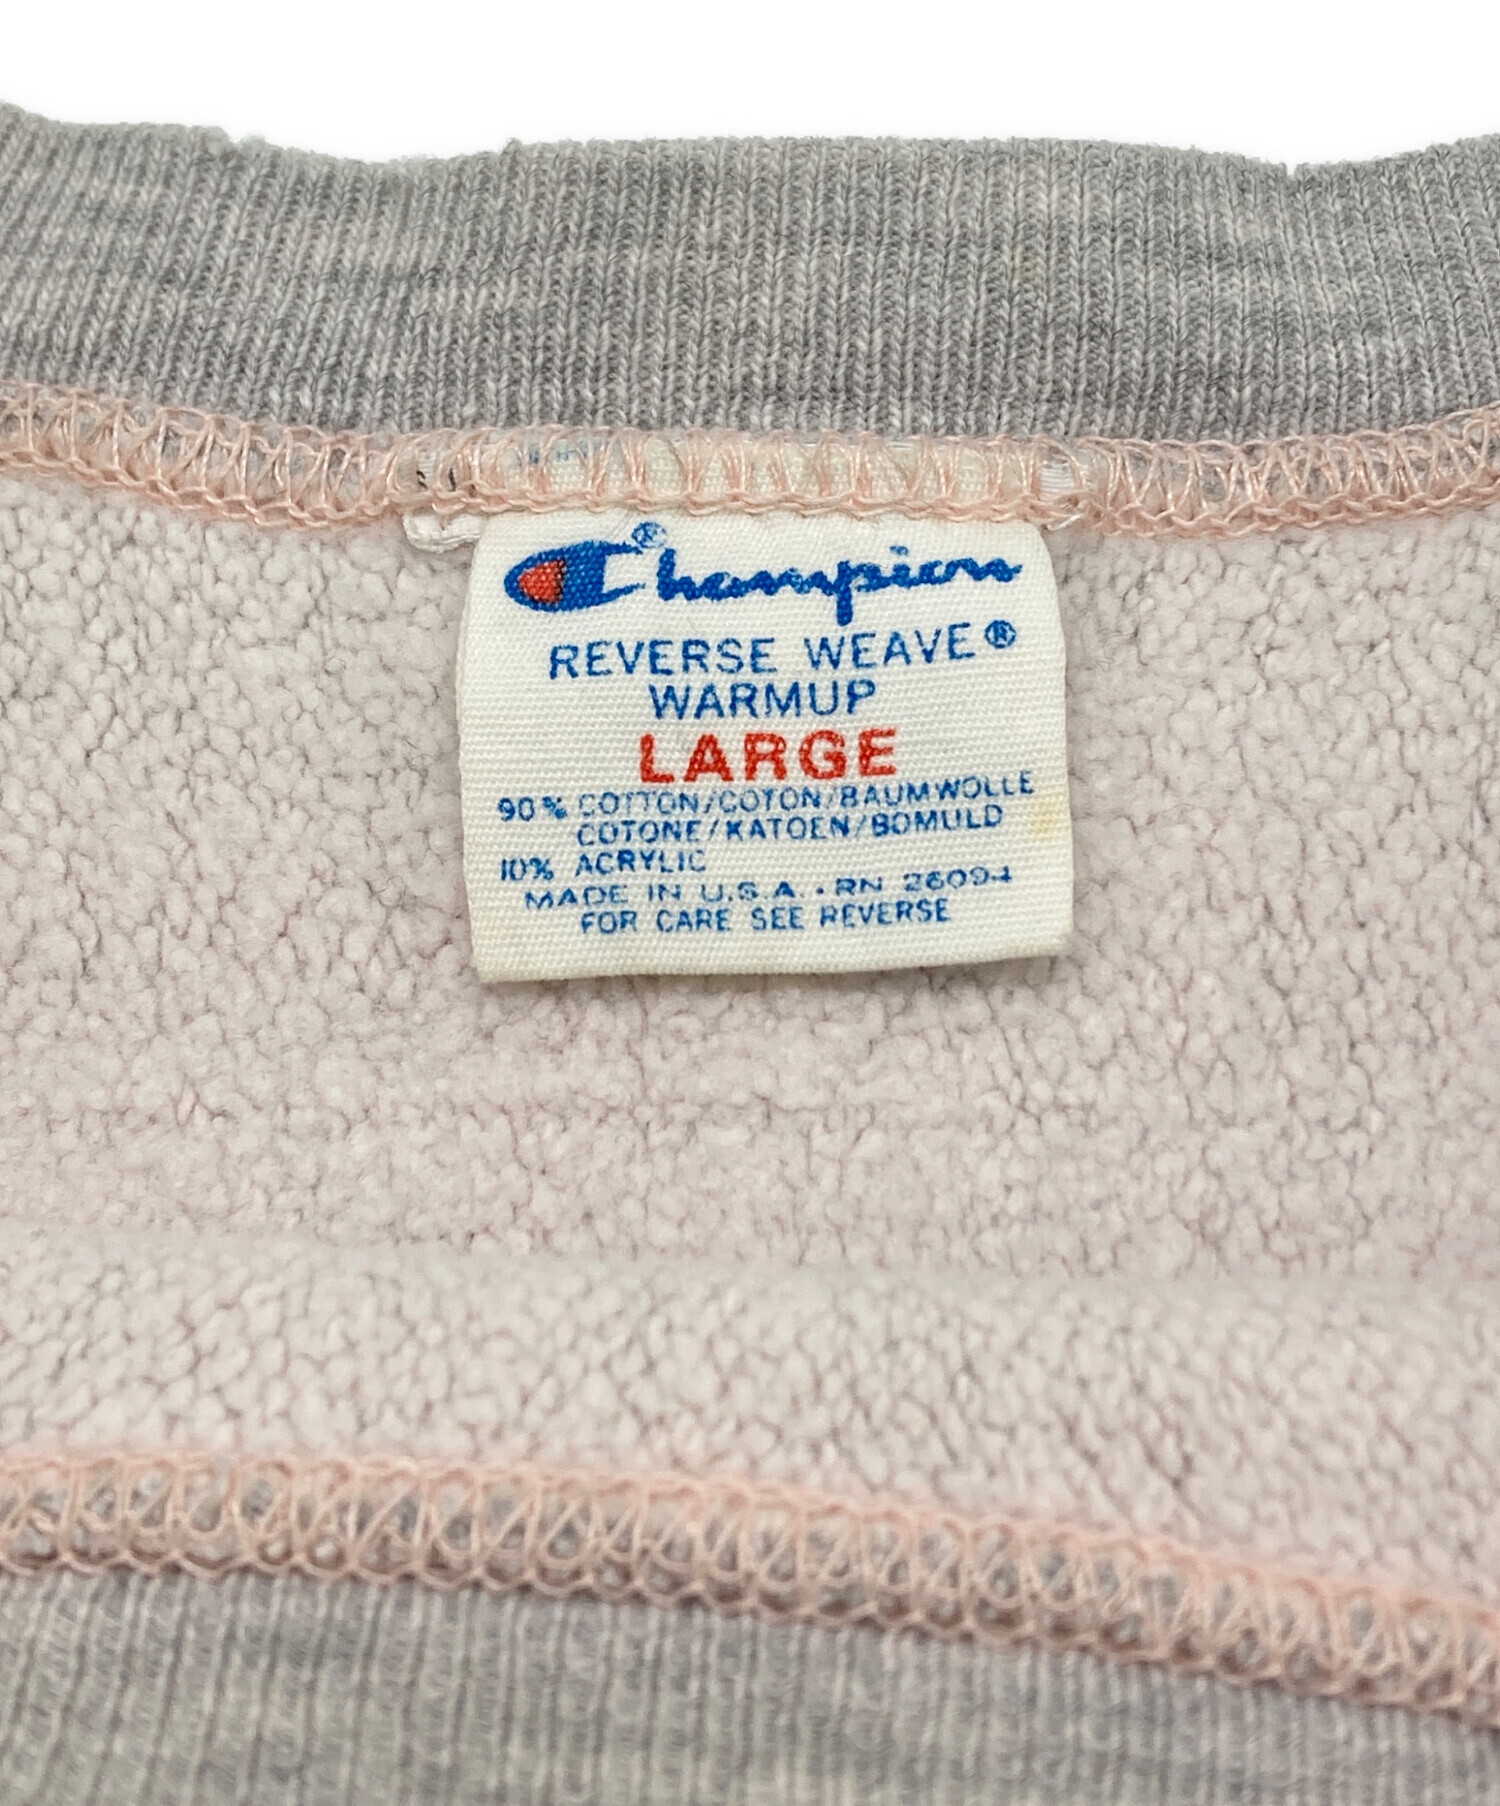 Champion®
REVERSE WEAVE®
WARMUP
LARGE
90% COTTON/COTON/BAUMWOLLE
COTONE/KATOEN/BOMULD
10% ACRYLIC
MADE IN U.S.A. · RN 26094
FOR CARE SEE REVERSE